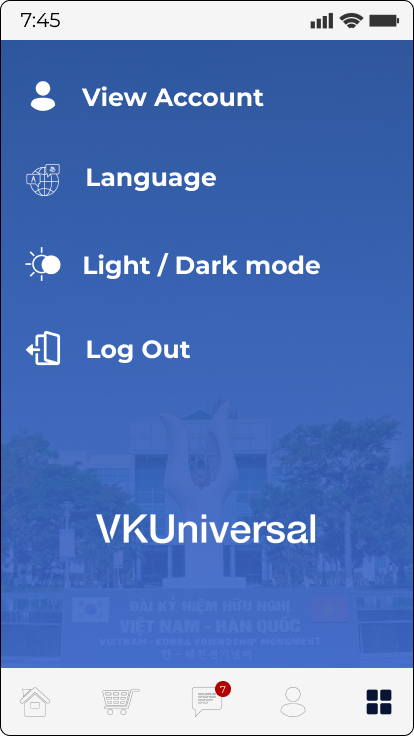 7:45
View Account
Language
Light / Dark mode
Log Out
VKUniversal
ĐÀI KỶ NIỆM HỮU NGHỊ
VIỆT NAM - HÀN QUỐC
VIETNAM - KOREA FRIENDSHIP MONUMENT
7